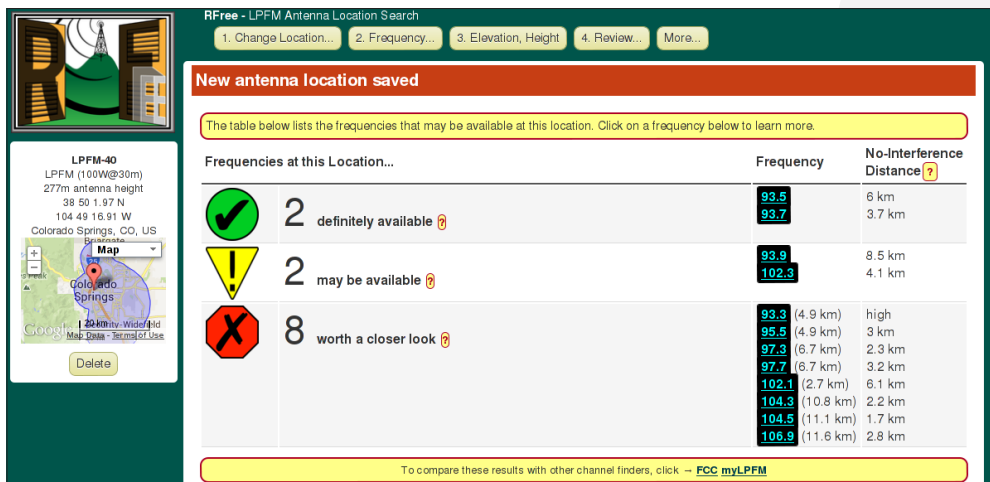 RFree - LPFM Antenna Location Search
1. Change Location... 2. Frequency... 3. Elevation, Height 4. Review... More...
New antenna location saved
The table below lists the frequencies that may be available at this location. Click on a frequency below to learn more.
LPFM-40
LPFM (100W@30m)
277m antenna height
38 50 1.97 N
104 49 16.91 W
Colorado Springs, CO, US
Briargate
Map
+
-
Peak
Colorado
Springs
20 km
Security-Widefield
Google
Map Data - Terms of Use
Delete
Frequencies at this Location... Frequency No-Interference
Distance ?
2 definitely available ?
93.5 6 km
93.7 3.7 km
2 may be available ?
93.9 8.5 km
102.3 4.1 km
8 worth a closer look ?
93.3 (4.9 km) high
95.5 (4.9 km) 3 km
97.3 (6.7 km) 2.3 km
97.7 (6.7 km) 3.2 km
102.1 (2.7 km) 6.1 km
104.3 (10.8 km) 2.2 km
104.5 (11.1 km) 1.7 km
106.9 (11.6 km) 2.8 km
To compare these results with other channel finders, click → FCC myLPFM